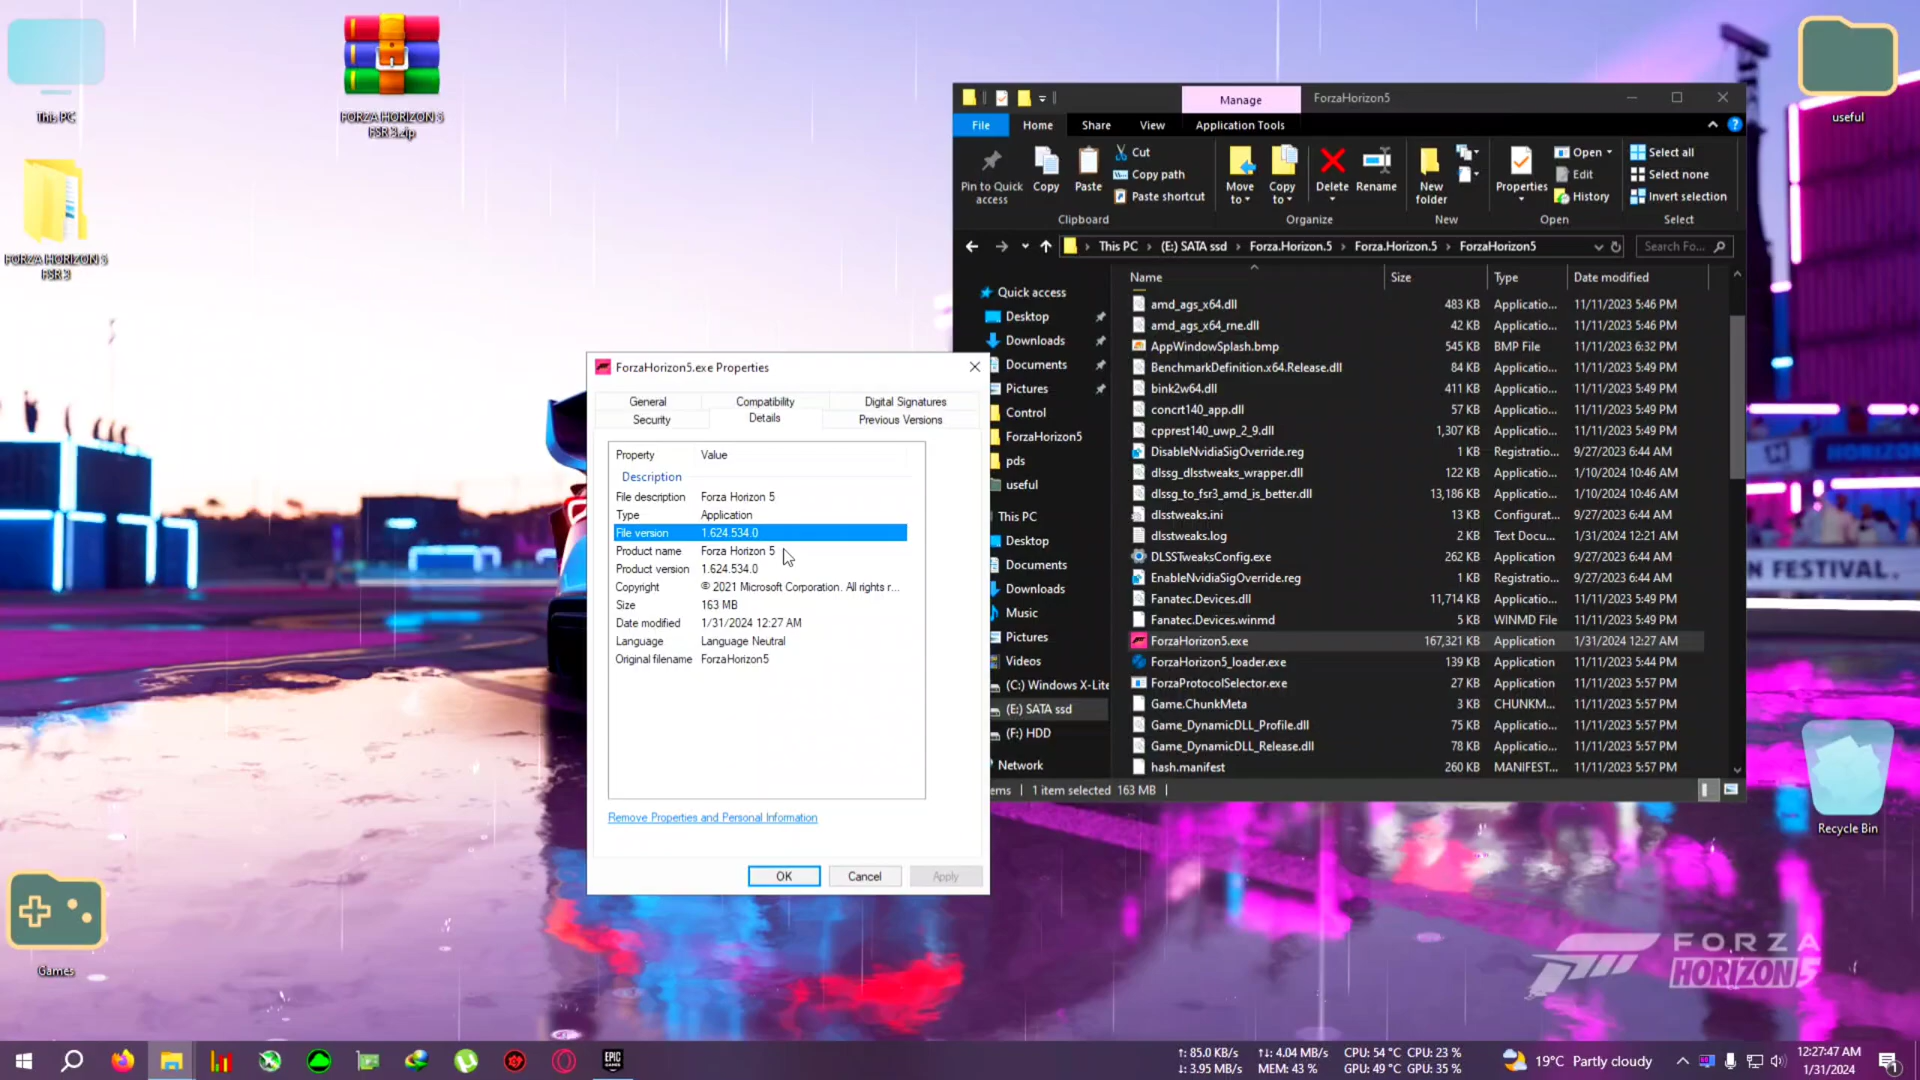 This PC
FORZA HORIZON 5
FSR 3.zip
FORZA HORIZON 5
FSR 3
useful
Games
Recycle Bin
Manage
ForzaHorizon5
File
Home
Share
View
Application Tools
Pin to Quick
access
Copy
Paste
Cut
Copy path
Paste shortcut
Move
to
Copy
to
Delete
Rename
New
folder
Properties
Open
Edit
History
Select all
Select none
Invert selection
Clipboard
Organize
New
Open
Select
This PC
(E:) SATA ssd
Forza.Horizon.5
Forza.Horizon.5
ForzaHorizon5
Search Fo...
Quick access
Desktop
Downloads
Documents
Pictures
Control
ForzaHorizon5
pds
useful
This PC
Desktop
Documents
Downloads
Music
Pictures
Videos
(C:) Windows X-Lite
(E:) SATA ssd
(F:) HDD
Network
Name Size Type Date modified
amd_ags_x64.dll 483 KB Applicatio... 11/11/2023 5:46 PM
amd_ags_x64_rne.dll 42 KB Applicatio... 11/11/2023 5:46 PM
AppWindowSplash.bmp 545 KB BMP File 11/11/2023 6:32 PM
BenchmarkDefinition.x64.Release.dll 84 KB Applicatio... 11/11/2023 5:49 PM
bink2w64.dll 411 KB Applicatio... 11/11/2023 5:49 PM
concrt140_app.dll 57 KB Applicatio... 11/11/2023 5:49 PM
cpprest140_uwp_2_9.dll 1,307 KB Applicatio... 11/11/2023 5:49 PM
DisableNvidiaSigOverride.reg 1 KB Registratio... 9/27/2023 6:44 AM
dlssg_dlsstweaks_wrapper.dll 122 KB Applicatio... 1/10/2024 10:46 AM
dlssg_to_fsr3_amd_is_better.dll 13,186 KB Applicatio... 1/10/2024 10:46 AM
dlsstweaks.ini 13 KB Configurat... 9/27/2023 6:44 AM
dlsstweaks.log 2 KB Text Docu... 1/31/2024 12:21 AM
DLSSTweaksConfig.exe 262 KB Application 9/27/2023 6:44 AM
EnableNvidiaSigOverride.reg 1 KB Registratio... 9/27/2023 6:44 AM
Fanatec.Devices.dll 11,714 KB Applicatio... 11/11/2023 5:49 PM
Fanatec.Devices.winmd 5 KB WINMD File 11/11/2023 5:49 PM
ForzaHorizon5.exe 167,321 KB Application 1/31/2024 12:27 AM
ForzaHorizon5_loader.exe 139 KB Application 11/11/2023 5:44 PM
ForzaProtocolSelector.exe 27 KB Application 11/11/2023 5:57 PM
Game.ChunkMeta 3 KB CHUNKM... 11/11/2023 5:57 PM
Game_DynamicDLL_Profile.dll 75 KB Applicatio... 11/11/2023 5:57 PM
Game_DynamicDLL_Release.dll 78 KB Applicatio... 11/11/2023 5:57 PM
hash.manifest 260 KB MANIFEST... 11/11/2023 5:57 PM
ems 1 item selected 163 MB
ForzaHorizon5.exe Properties
General Compatibility Digital Signatures
Security Details Previous Versions
Property Value
Description
File description Forza Horizon 5
Type Application
File version 1.624.534.0
Product name Forza Horizon 5
Product version 1.624.534.0
Copyright © 2021 Microsoft Corporation. All rights r...
Size 163 MB
Date modified 1/31/2024 12:27 AM
Language Language Neutral
Original filename ForzaHorizon5
Remove Properties and Personal Information
OK Cancel Apply
HORIZON
N FESTIVAL.
FORZA
HORIZON 5
EPIC
GAMES
↑: 85.0 KB/s
↓: 3.95 MB/s
↑↓: 4.04 MB/s
MEM: 43 %
CPU: 54 °C CPU: 23 %
GPU: 49 °C GPU: 35 %
19°C Partly cloudy
12:27:47 AM
1/31/2024
1